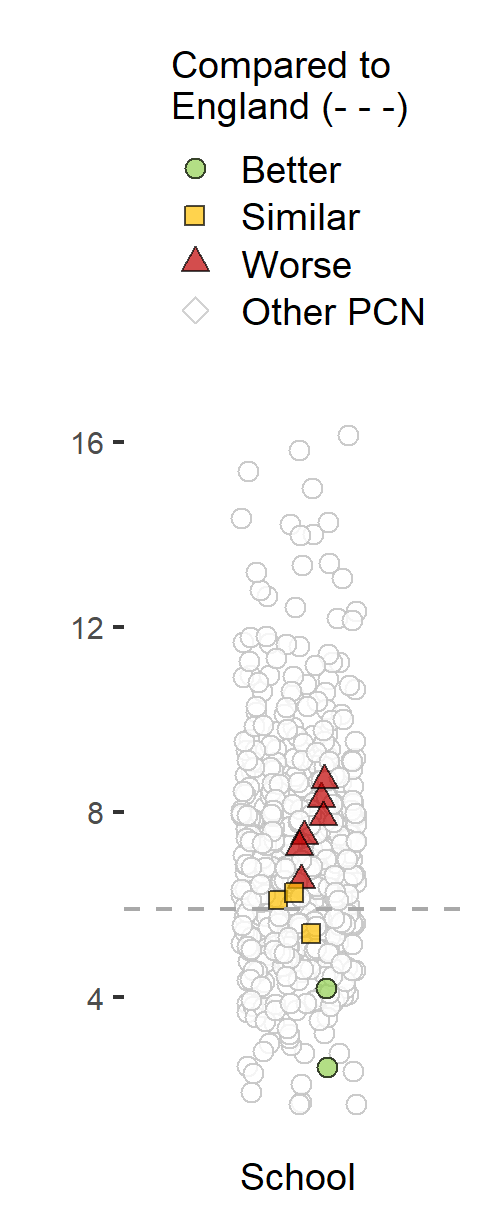 Compared to
England (- - -)
Better
Similar
Worse
Other PCN
16
12
8
4
School